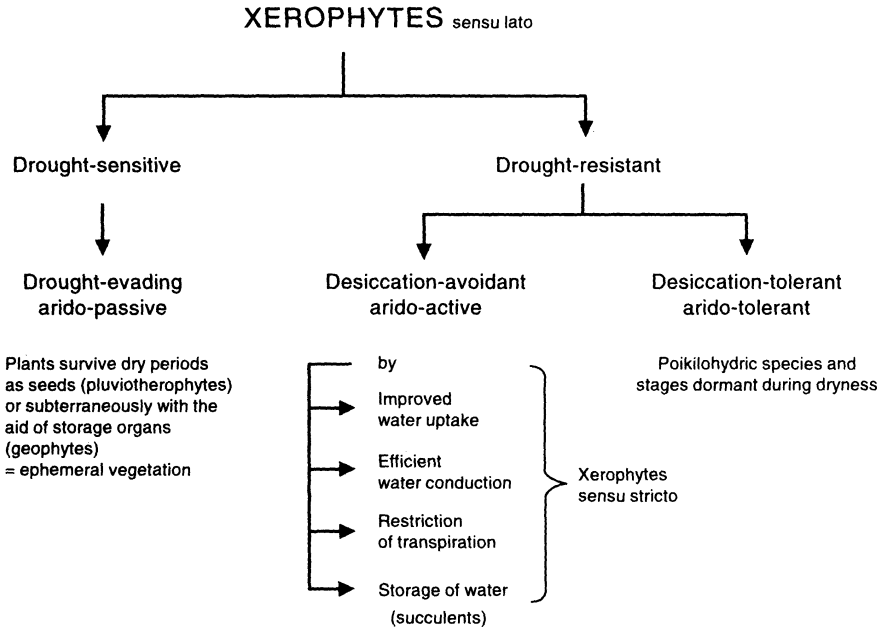 XEROPHYTES sensu lato
Drought-sensitive
Drought-resistant
Drought-evading
arido-passive
Desiccation-avoidant
arido-active
Desiccation-tolerant
arido-tolerant
Plants survive dry periods
as seeds (pluviotherophytes)
or subterraneously with the
aid of storage organs
(geophytes)
= ephemeral vegetation
by
Improved
water uptake
Efficient
water conduction
Restriction
of transpiration
Storage of water
(succulents)
Xerophytes
sensu stricto
Poikilohydric species and
stages dormant during dryness